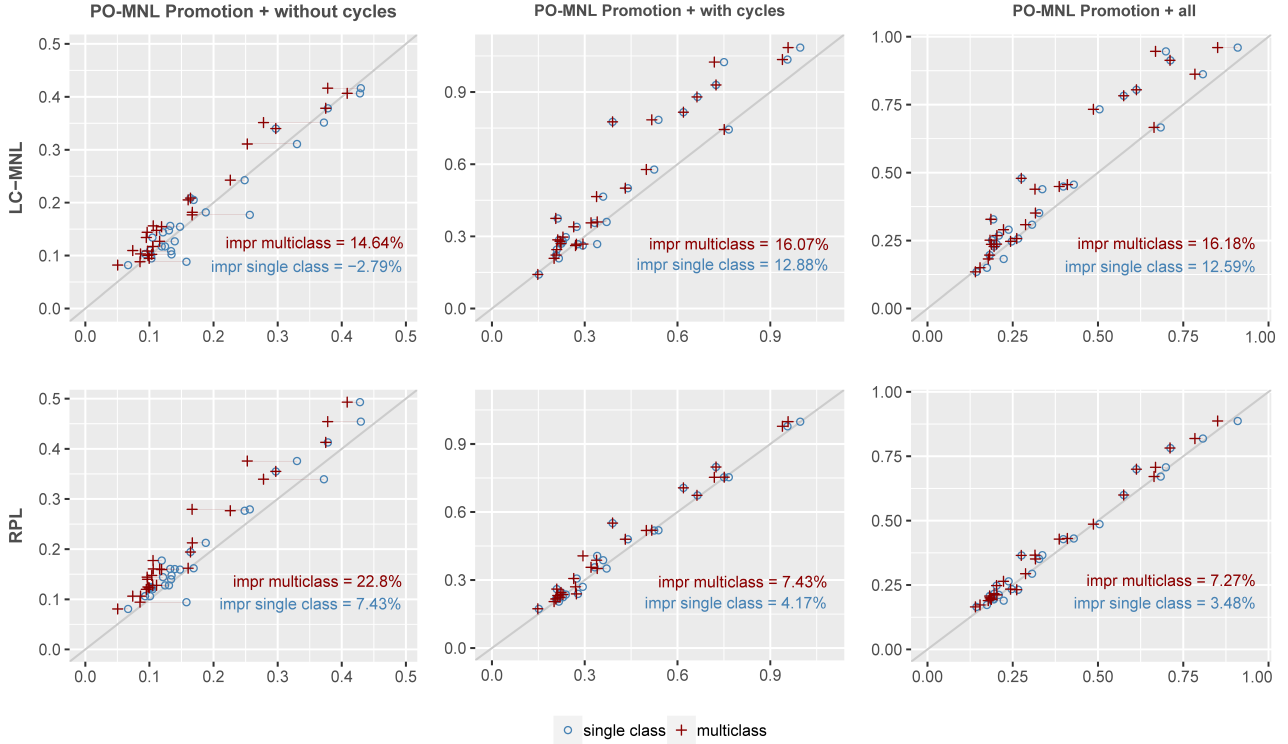 PO-MNL Promotion + without cycles
PO-MNL Promotion + with cycles
PO-MNL Promotion + all
LC−MNL
0.5
0.4
0.3
0.2
0.1
0.0
impr multiclass = 14.64%
impr single class = −2.79%
0.0 0.1 0.2 0.3 0.4 0.5
0.9
0.6
0.3
0.0
impr multiclass = 16.07%
impr single class = 12.88%
0.0 0.3 0.6 0.9
1.00
0.75
0.50
0.25
0.00
impr multiclass = 16.18%
impr single class = 12.59%
0.00 0.25 0.50 0.75 1.00
RPL
0.5
0.4
0.3
0.2
0.1
0.0
impr multiclass = 22.8%
impr single class = 7.43%
0.0 0.1 0.2 0.3 0.4 0.5
0.9
0.6
0.3
0.0
impr multiclass = 7.43%
impr single class = 4.17%
0.0 0.3 0.6 0.9
1.00
0.75
0.50
0.25
0.00
impr multiclass = 7.27%
impr single class = 3.48%
0.00 0.25 0.50 0.75 1.00
single class multiclass